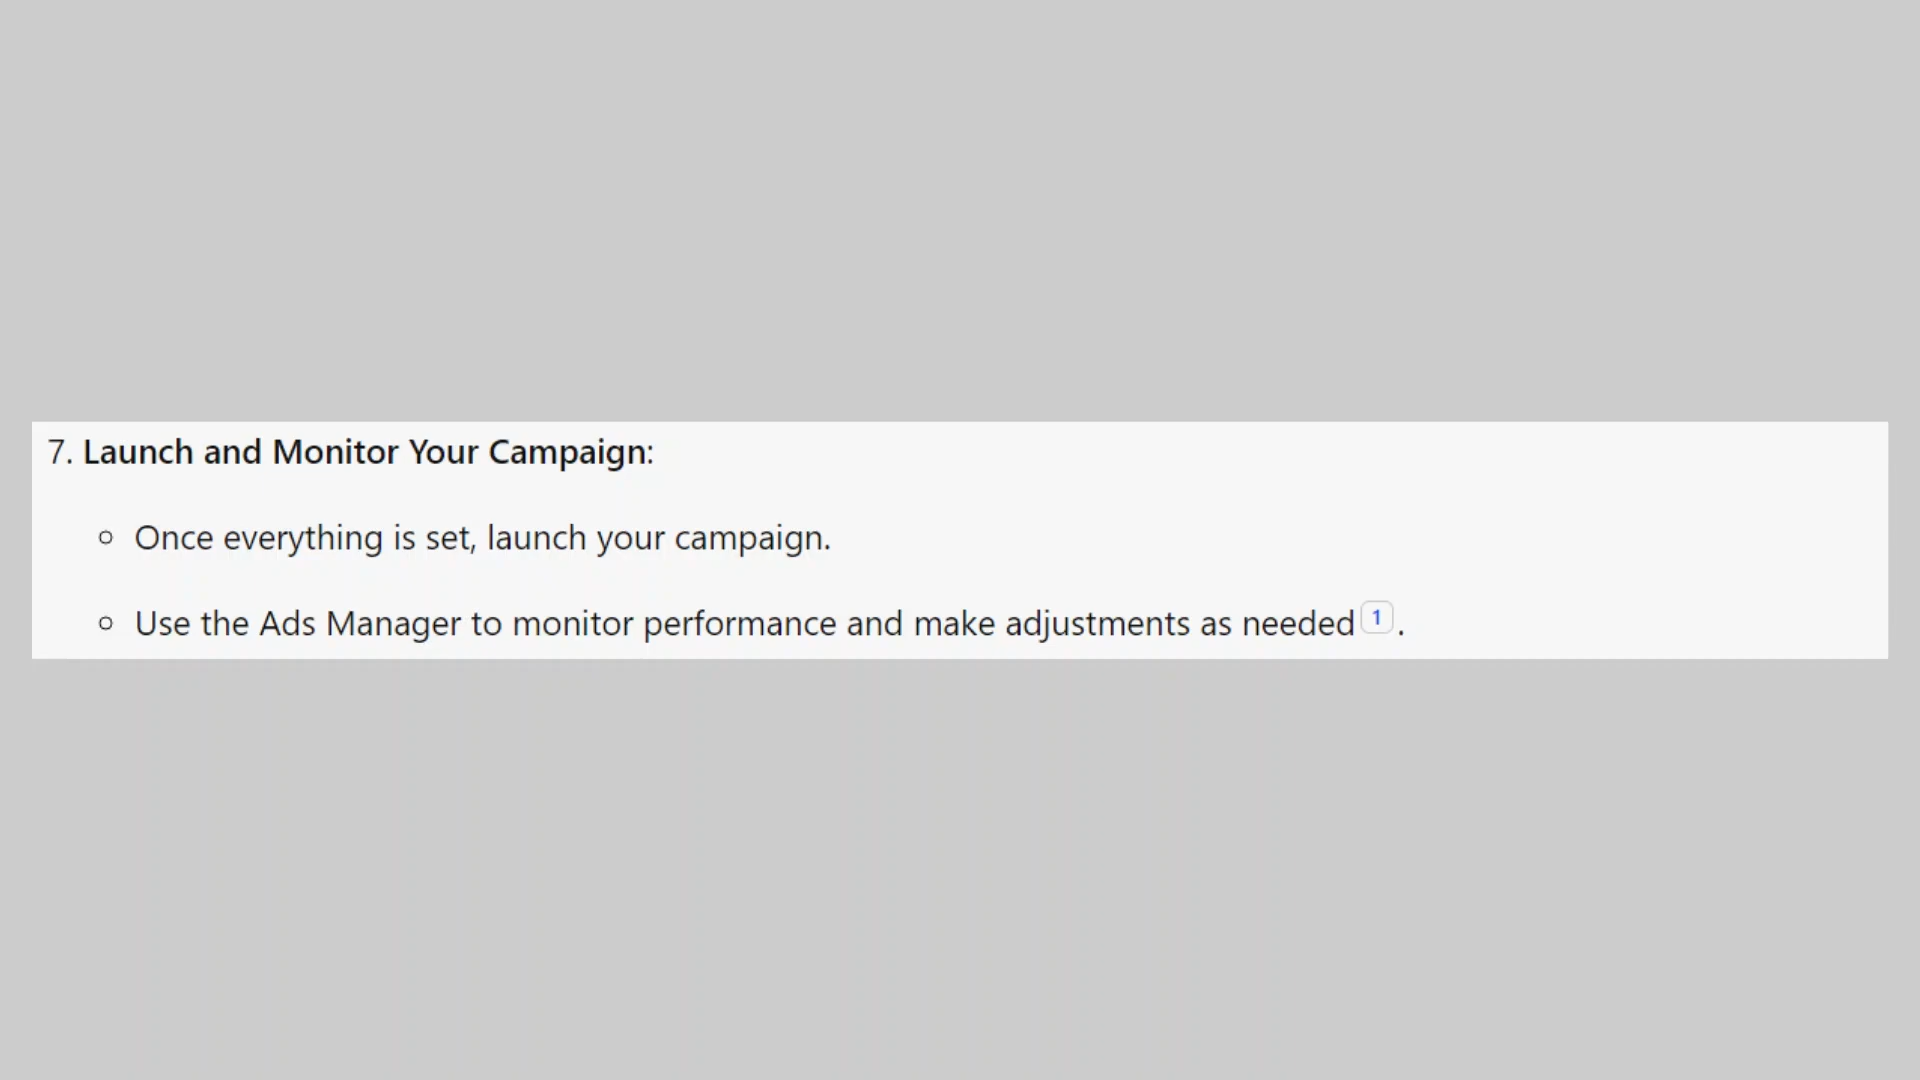 7. Launch and Monitor Your Campaign:
○ Once everything is set, launch your campaign.
○ Use the Ads Manager to monitor performance and make adjustments as needed 1 .